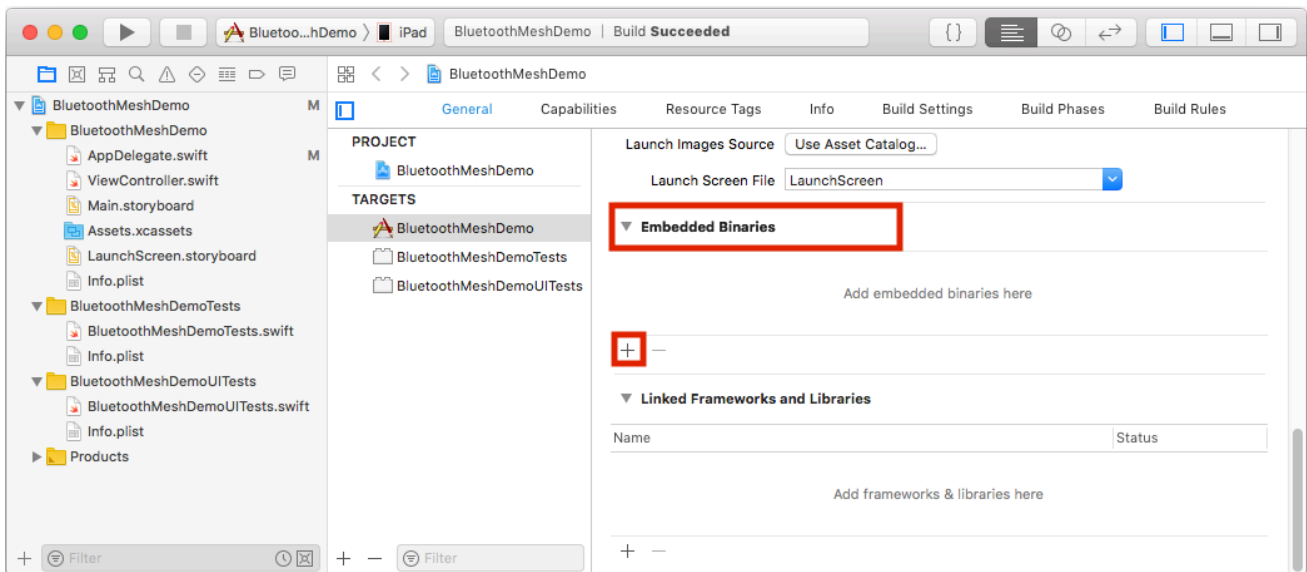 Bluetoo...hDemo
iPad
BluetoothMeshDemo | Build Succeeded
BluetoothMeshDemo M
BluetoothMeshDemo
AppDelegate.swift M
ViewController.swift
Main.storyboard
Assets.xcassets
LaunchScreen.storyboard
Info.plist
BluetoothMeshDemoTests
BluetoothMeshDemoTests.swift
Info.plist
BluetoothMeshDemoUITests
BluetoothMeshDemoUITests.swift
Info.plist
Products
Filter
BluetoothMeshDemo
General Capabilities Resource Tags Info Build Settings Build Phases Build Rules
PROJECT
BluetoothMeshDemo
TARGETS
BluetoothMeshDemo
BluetoothMeshDemoTests
BluetoothMeshDemoUITests
Filter
Launch Images Source Use Asset Catalog...
Launch Screen File LaunchScreen
Embedded Binaries
Add embedded binaries here
Linked Frameworks and Libraries
Name Status
Add frameworks & libraries here